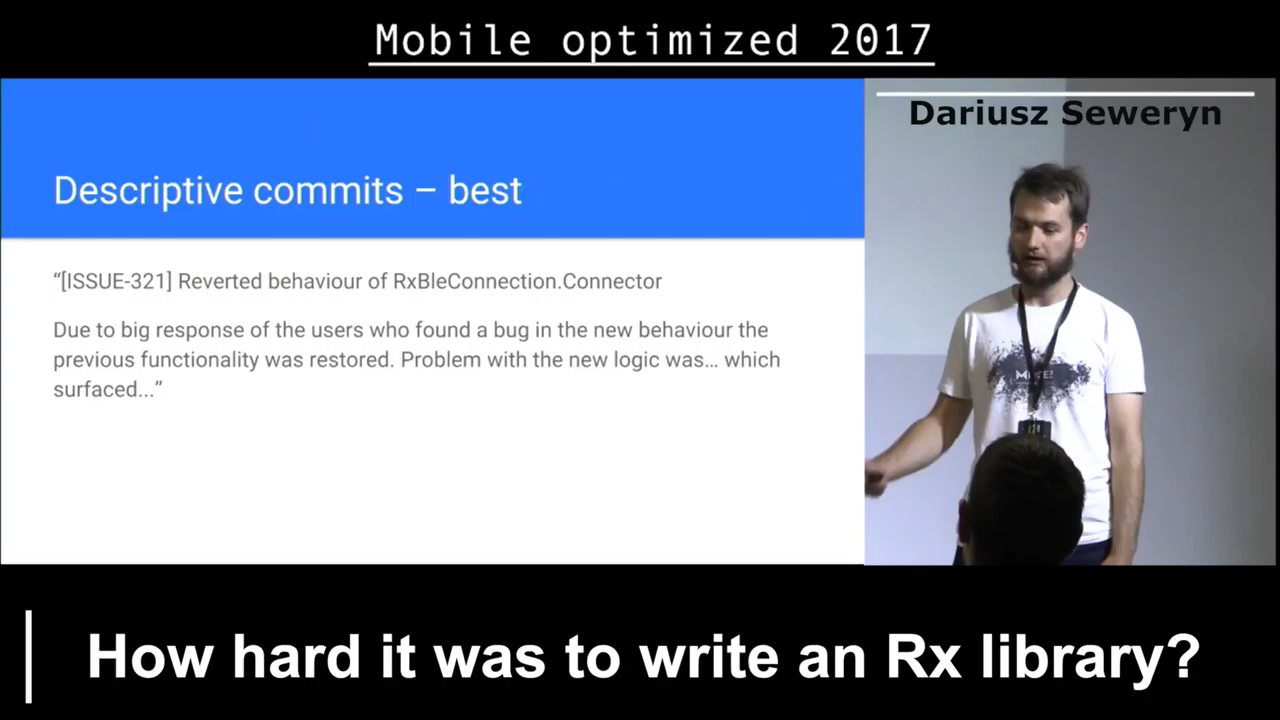 Mobile optimized 2017
Dariusz Seweryn
Descriptive commits – best
“[ISSUE-321] Reverted behaviour of RxBleConnection.Connector
Due to big response of the users who found a bug in the new behaviour the
previous functionality was restored. Problem with the new logic was… which
surfaced...”
How hard it was to write an Rx library?